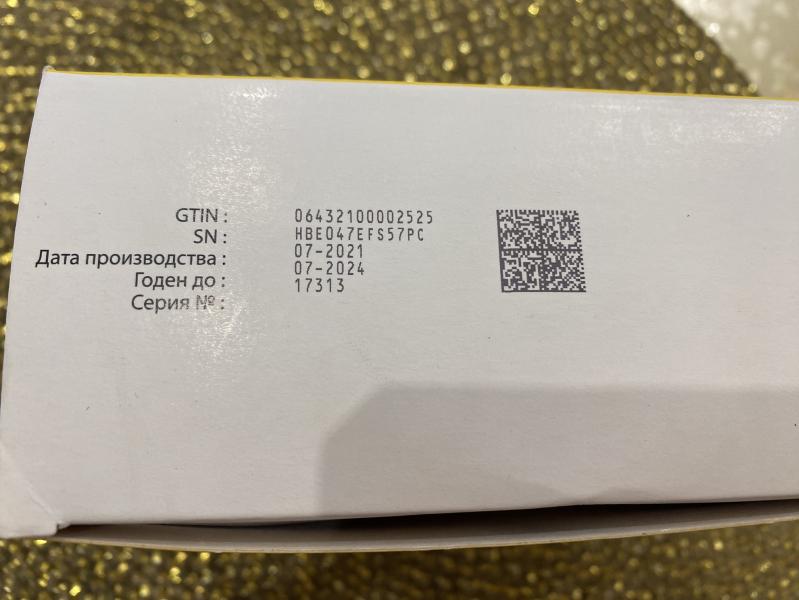 GTIN : 06432100002525
SN : HBE047EFS57PC
Дата производства : 07-2021
Годен до : 07-2024
Серия № : 17313